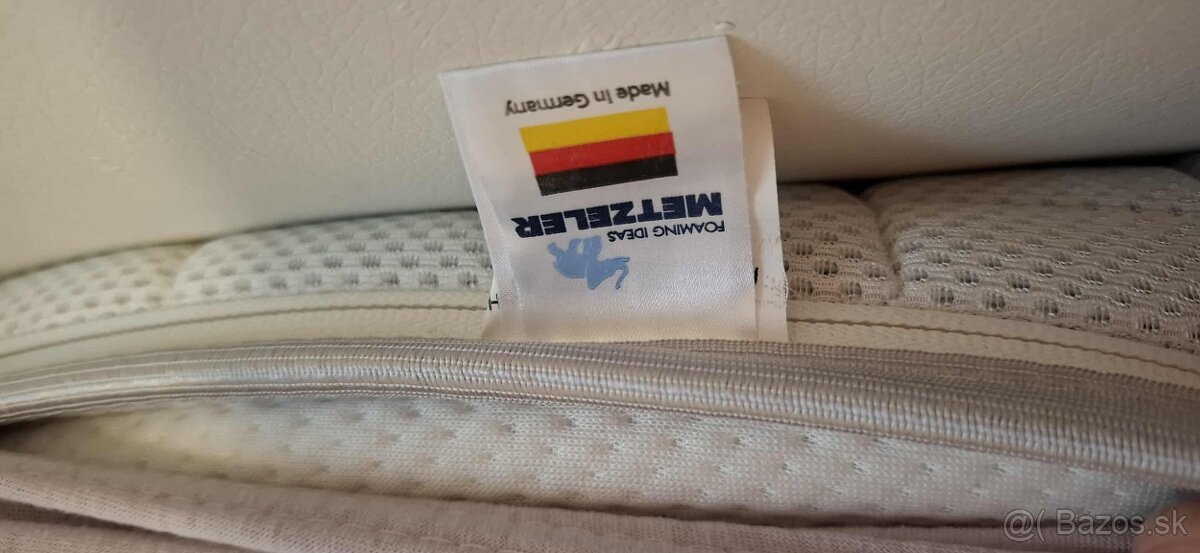 FOAMING IDEAS
METZELER
Made in Germany
@( Bazos.sk